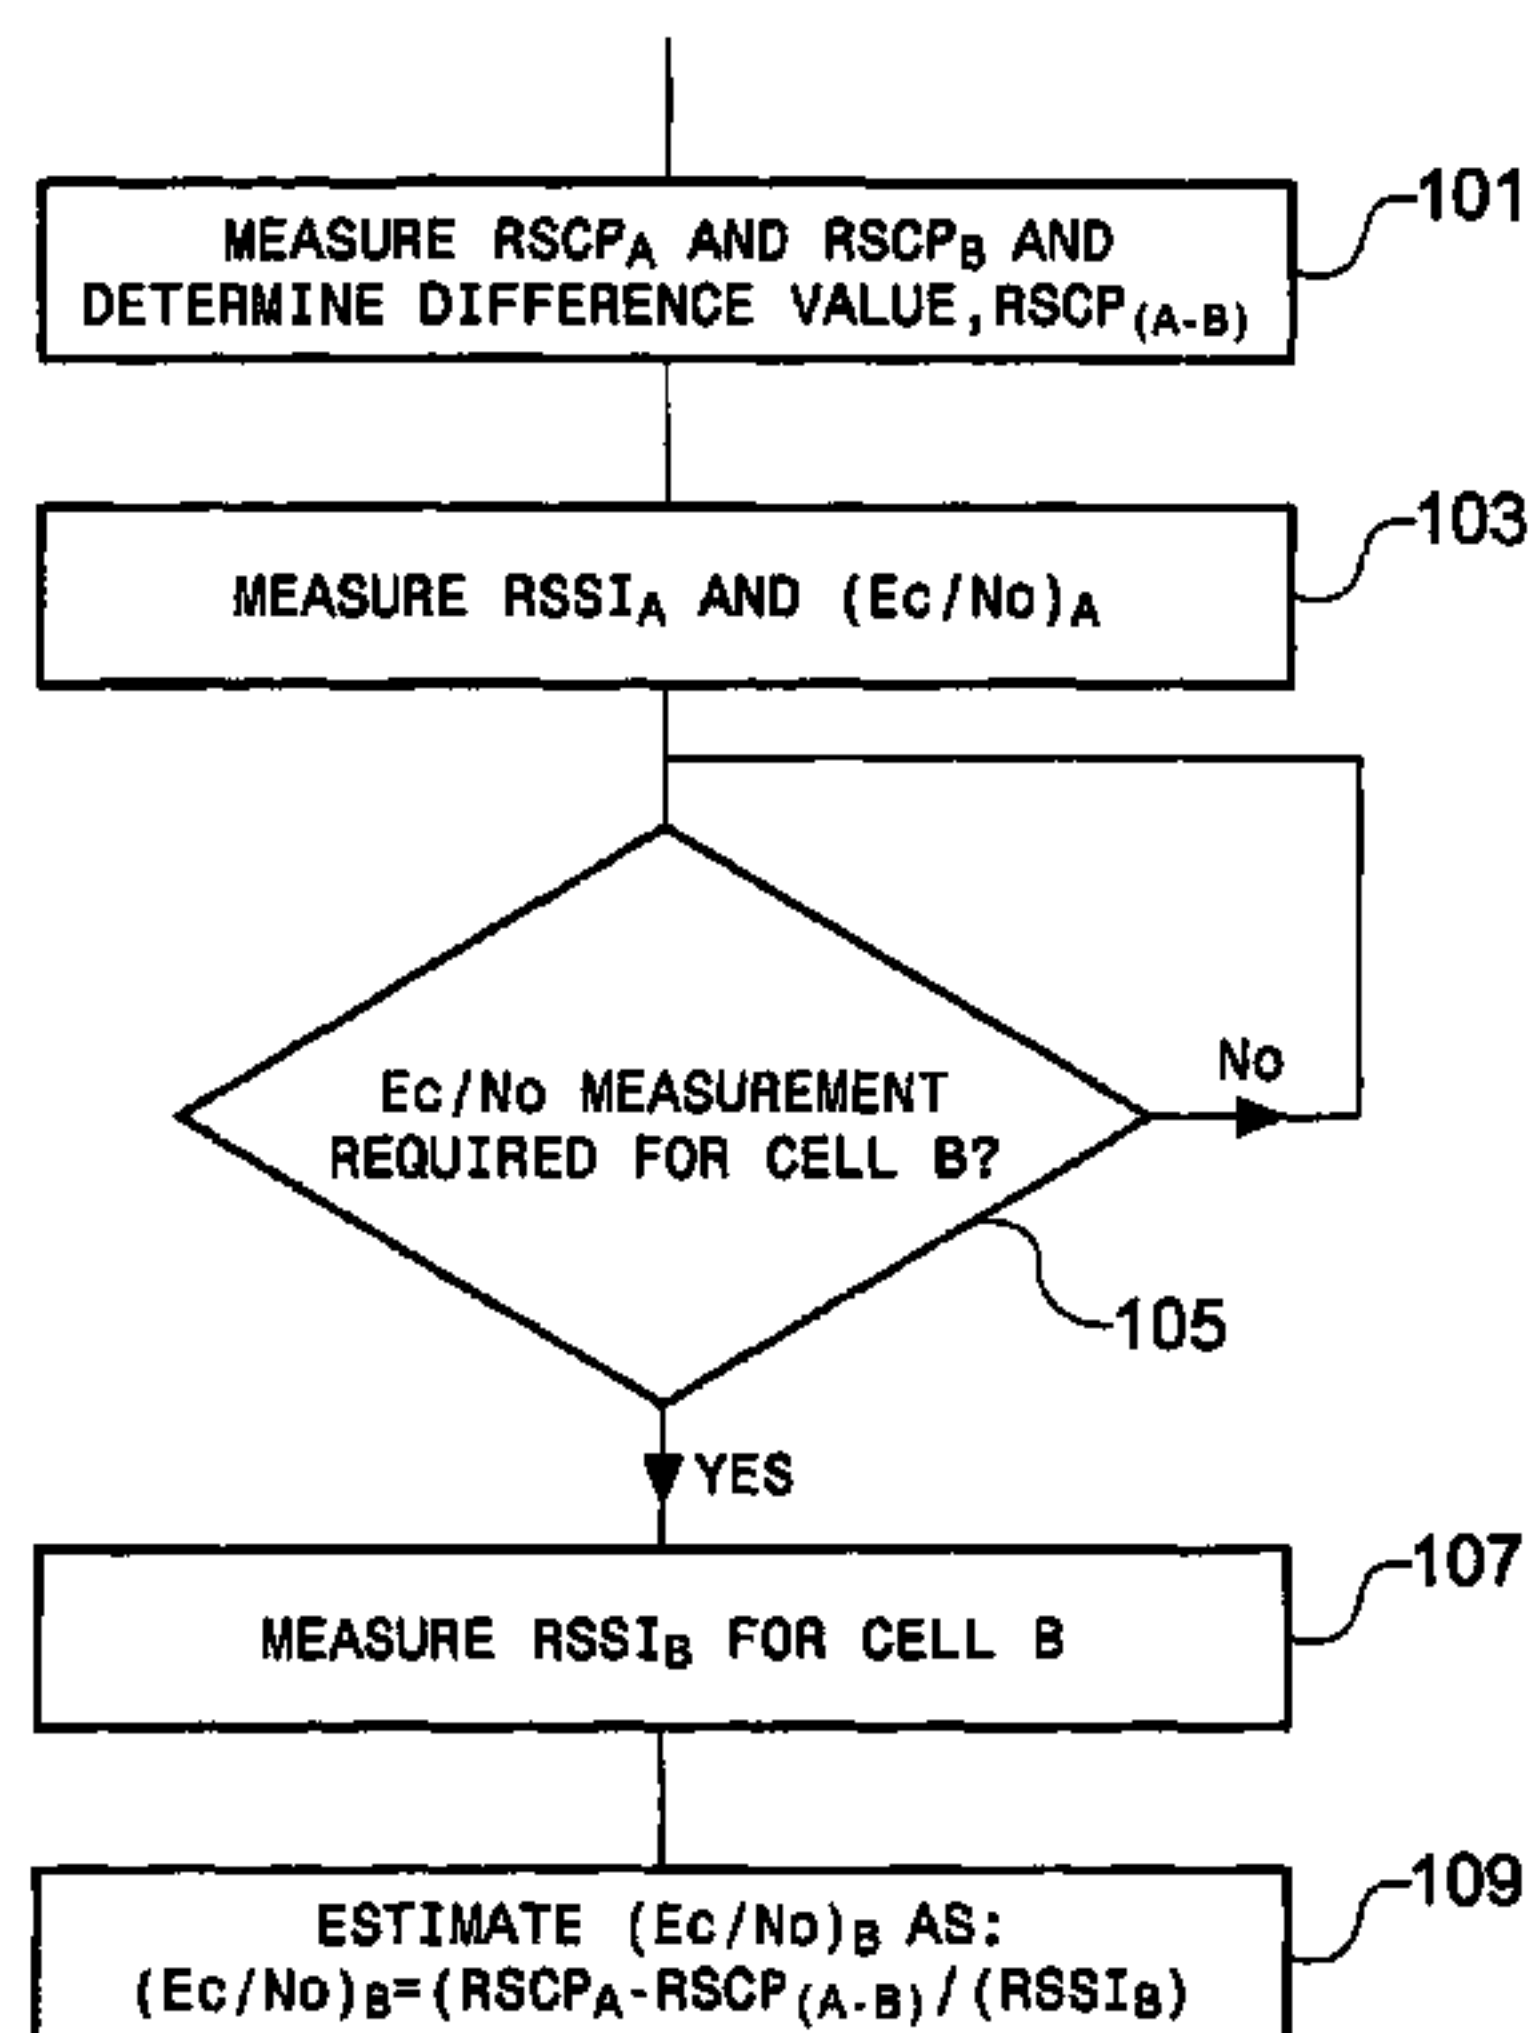 MEASURE RSCPA AND RSCPB AND
DETERMINE DIFFERENCE VALUE, RSCP(A-B)
101
MEASURE RSSIA AND (Ec/No)A
103
Ec/No MEASUREMENT
REQUIRED FOR CELL B?
No
105
YES
MEASURE RSSIB FOR CELL B
107
ESTIMATE (Ec/No)B AS:
(Ec/No)B=(RSCPA-RSCP(A-B)/(RSSIB)
109